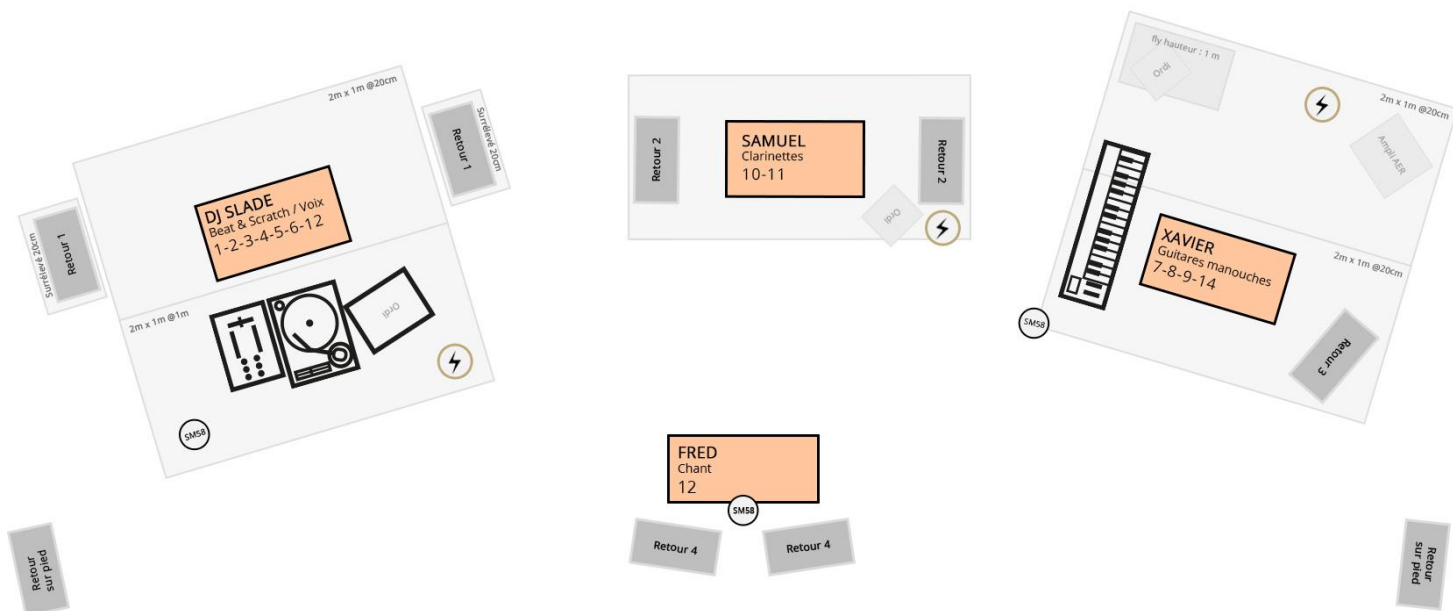 2m x 1m @20cm
Surrélevé 20cm
Retour 1
DJ SLADE
Beat & Scratch / Voix
1-2-3-4-5-6-12
Surrélevé 20cm
Retour 1
2m x 1m @1m
Ordi
SM58
Retour 2
SAMUEL
Clarinettes
10-11
Retour 2
Ordi
fly hauteur : 1 m
Ordi
2m x 1m @20cm
Ampli AER
XAVIER
Guitares manouches
7-8-9-14
2m x 1m @20cm
SM58
Retour 3
FRED
Chant
12
SM58
Retour 4
Retour 4
Retour
sur pied
Retour
sur pied